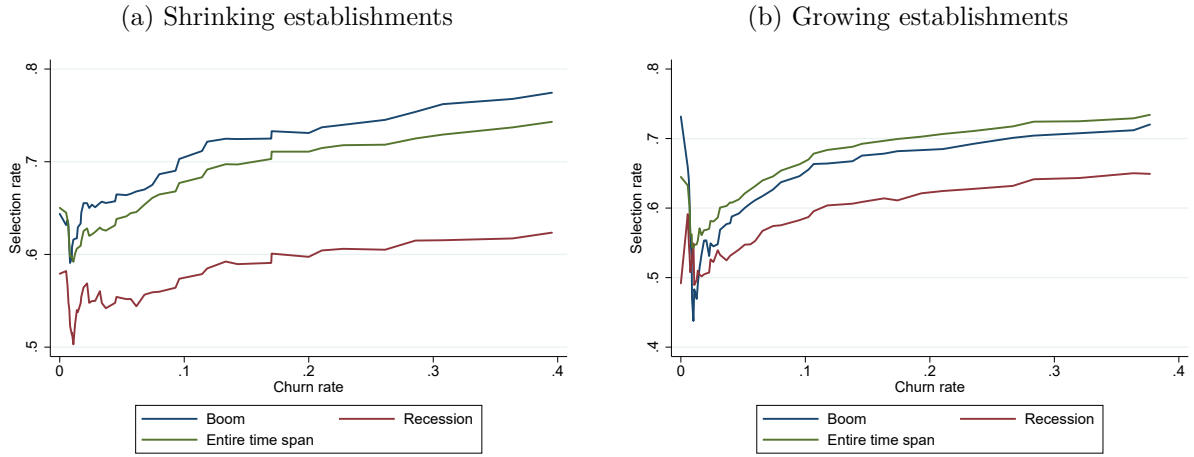 (a) Shrinking establishments
.8
.7
.6
.5
Selection rate
0
.1
.2
.3
.4
Churn rate
Boom
Recession
Entire time span
(b) Growing establishments
.8
.7
.6
.5
.4
Selection rate
0
.1
.2
.3
.4
Churn rate
Boom
Recession
Entire time span